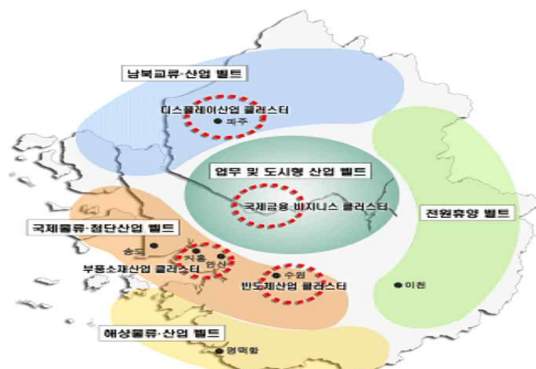 남북교류·산업 벨트
디스플레이산업 클러스터
파주
업무 및 도시형 산업 벨트
국제금융 비지니스 클러스터
전원휴양 벨트
국제물류·첨단산업 벨트
송도
시흥
안산
부품소재산업 클러스터
수원
반도체산업 클러스터
이천
해상물류·산업 벨트
평택항